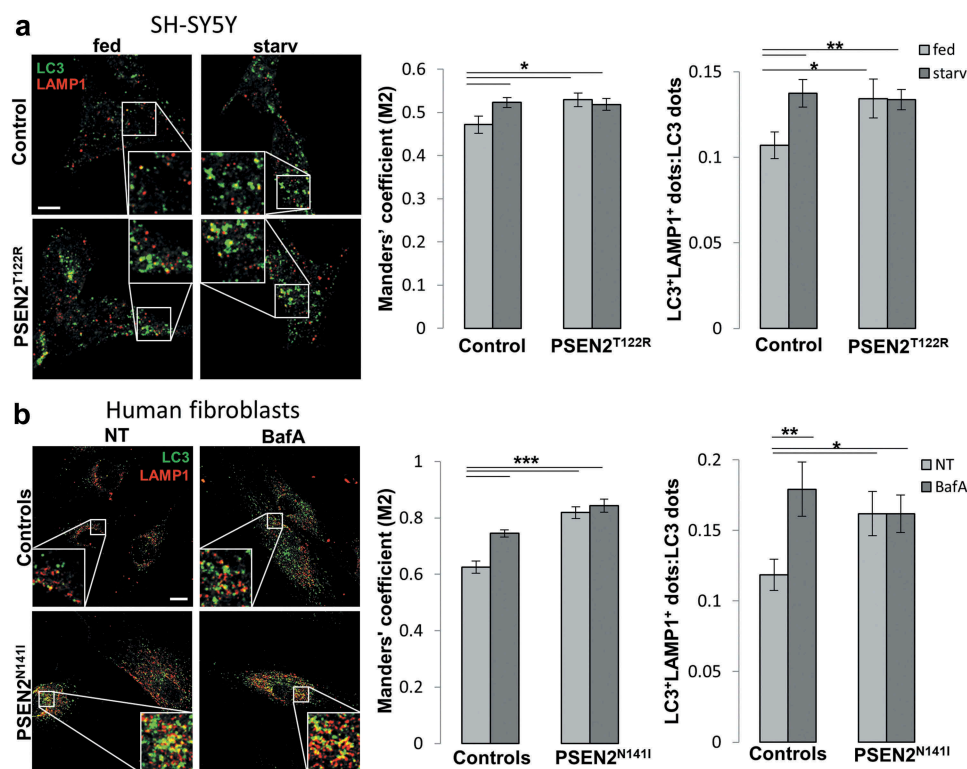 a
SH-SY5Y
fed
starv
LC3
LAMP1
Control
PSEN2T122R
Manders' coefficient (M2)
0.6
0.5
0.4
0.3
0.2
0.1
0
*
Control
PSEN2T122R
LC3+LAMP1+ dots:LC3 dots
0.15
0.1
0.05
0
**
*
fed
starv
Control
PSEN2T122R
b
Human fibroblasts
NT
BafA
LC3
LAMP1
Controls
PSEN2N141I
Manders' coefficient (M2)
1
0.8
0.6
0.4
0.2
0
***
Controls
PSEN2N141I
LC3+LAMP1+ dots:LC3 dots
0.2
0.15
0.1
0.05
0
**
*
NT
BafA
Controls
PSEN2N141I